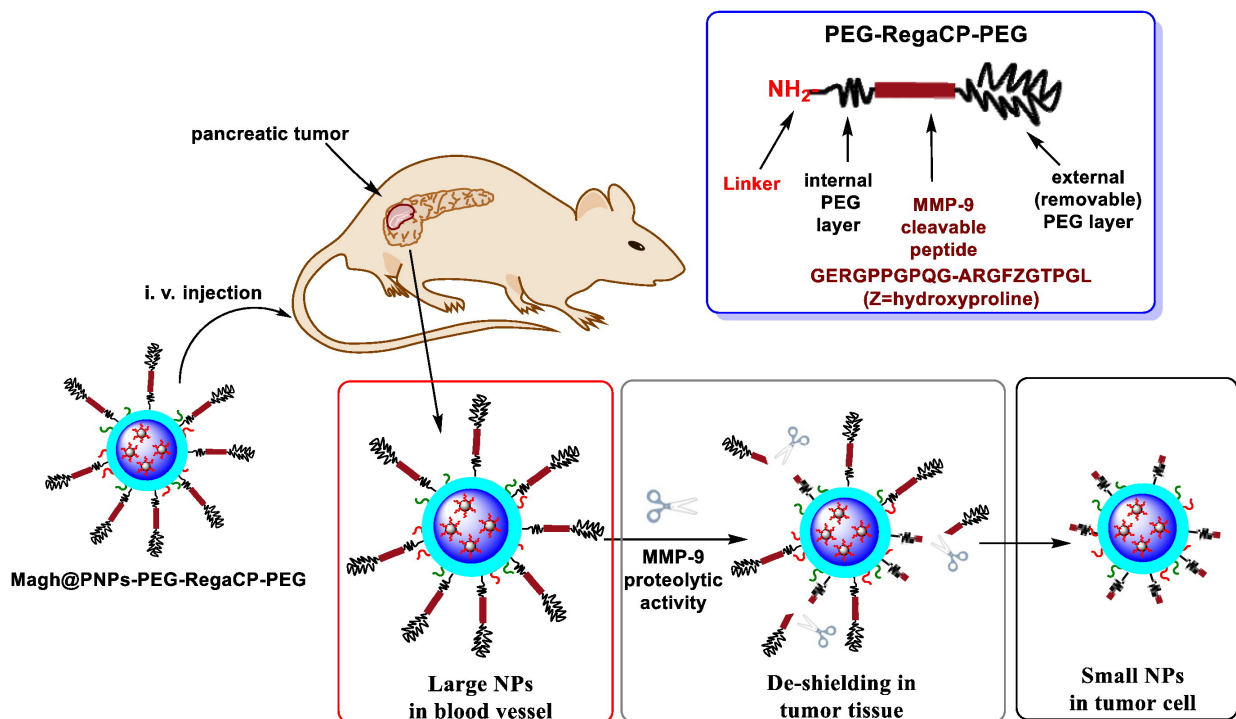 PEG-RegaCP-PEG
NH2
Linker
internal
PEG
layer
MMP-9
cleavable
peptide
external
(removable)
PEG layer
GERGPPGPQG-ARGFZGTPGL
(Z=hydroxyproline)
pancreatic tumor
i. v. injection
Magh@PNPs-PEG-RegaCP-PEG
Large NPs
in blood vessel
MMP-9
proteolytic
activity
De-shielding in
tumor tissue
Small NPs
in tumor cell